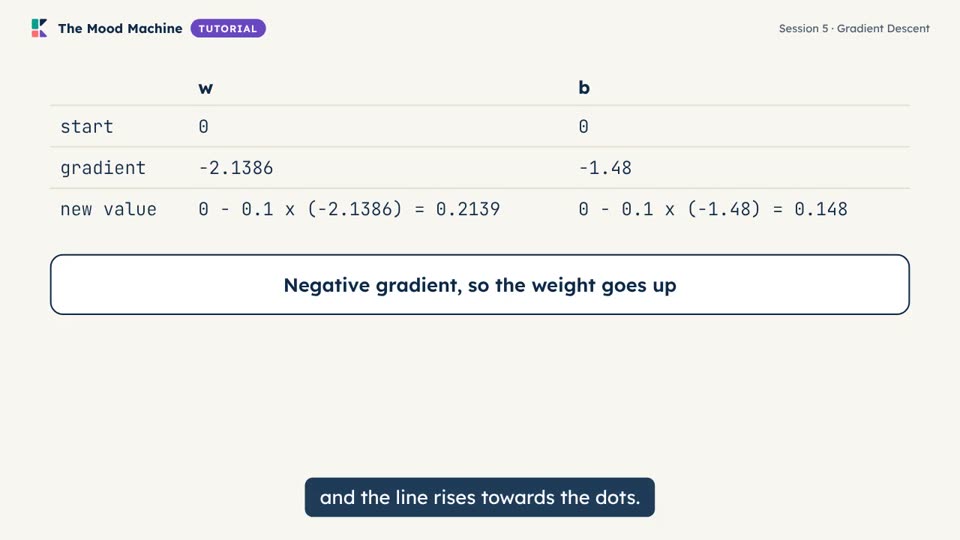 The Mood Machine TUTORIAL
Session 5 · Gradient Descent
w b
start 0 0
gradient -2.1386 -1.48
new value 0 - 0.1 x (-2.1386) = 0.2139 0 - 0.1 x (-1.48) = 0.148
Negative gradient, so the weight goes up
and the line rises towards the dots.